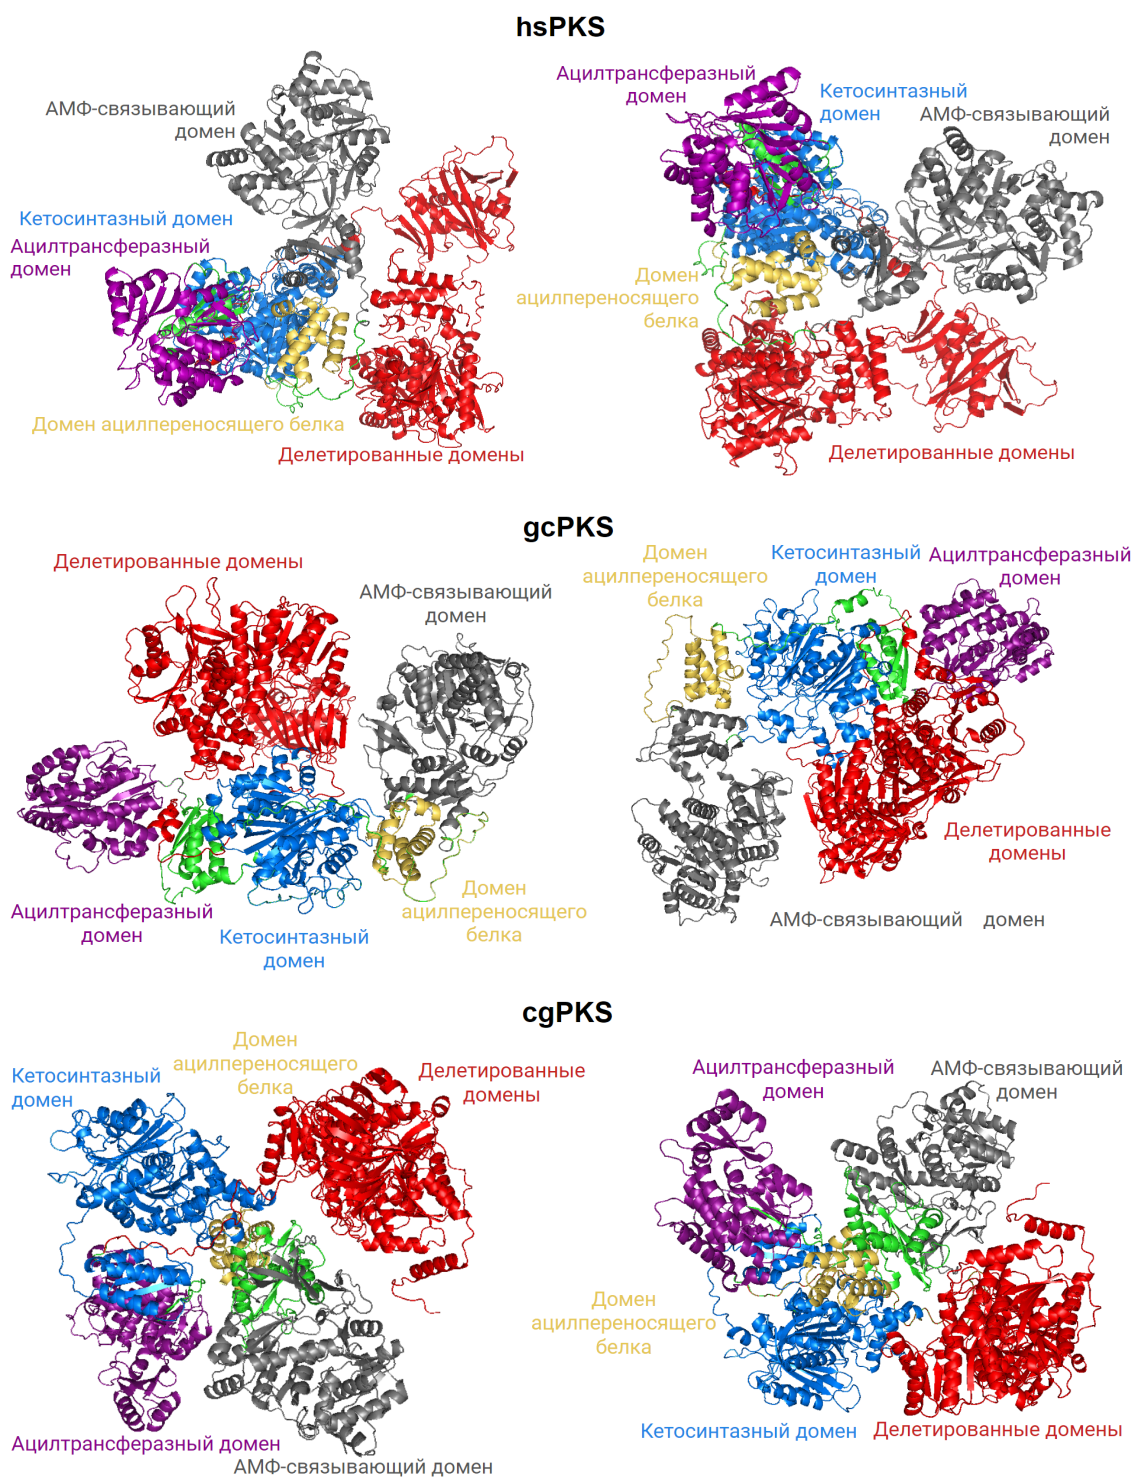 hsPKS
АМФ-связывающий
домен
Кетосинтазный домен
Ацилтрансферазный
домен
Домен ацилпереносящего белка
Делетированные домены
Ацилтрансферазный
домен
Кетосинтазный
домен
АМФ-связывающий
домен
Домен
ацилпереносящего
белка
Делетированные домены
gcPKS
Делетированные домены
АМФ-связывающий
домен
Ацилтрансферазный
домен
Кетосинтазный
домен
Домен
ацилпереносящего
белка
Домен
ацилпереносящего
белка
Кетосинтазный
домен
Ацилтрансферазный
домен
Делетированные
домены
АМФ-связывающий домен
cgPKS
Домен
ацилпереносящего
белка
Кетосинтазный
домен
Делетированные
домены
Ацилтрансферазный домен
АМФ-связывающий домен
Ацилтрансферазный
домен
АМФ-связывающий
домен
Домен
ацилпереносящего
белка
Кетосинтазный домен
Делетированные домены